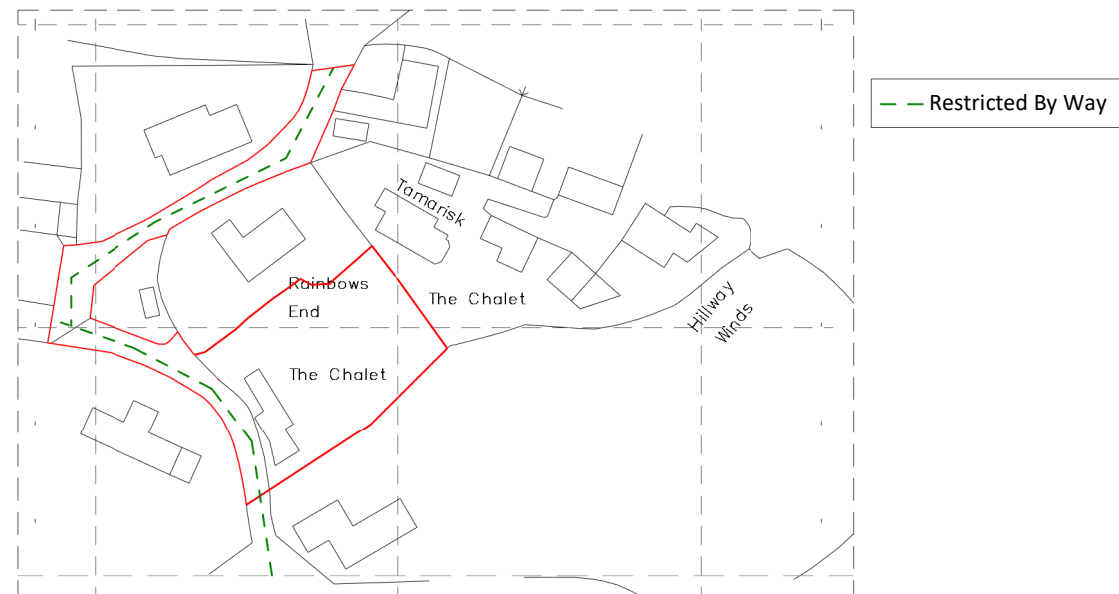 Restricted By Way
Tamarisk
Rainbows
End
The Chalet
Hillway
Winds
The Chalet